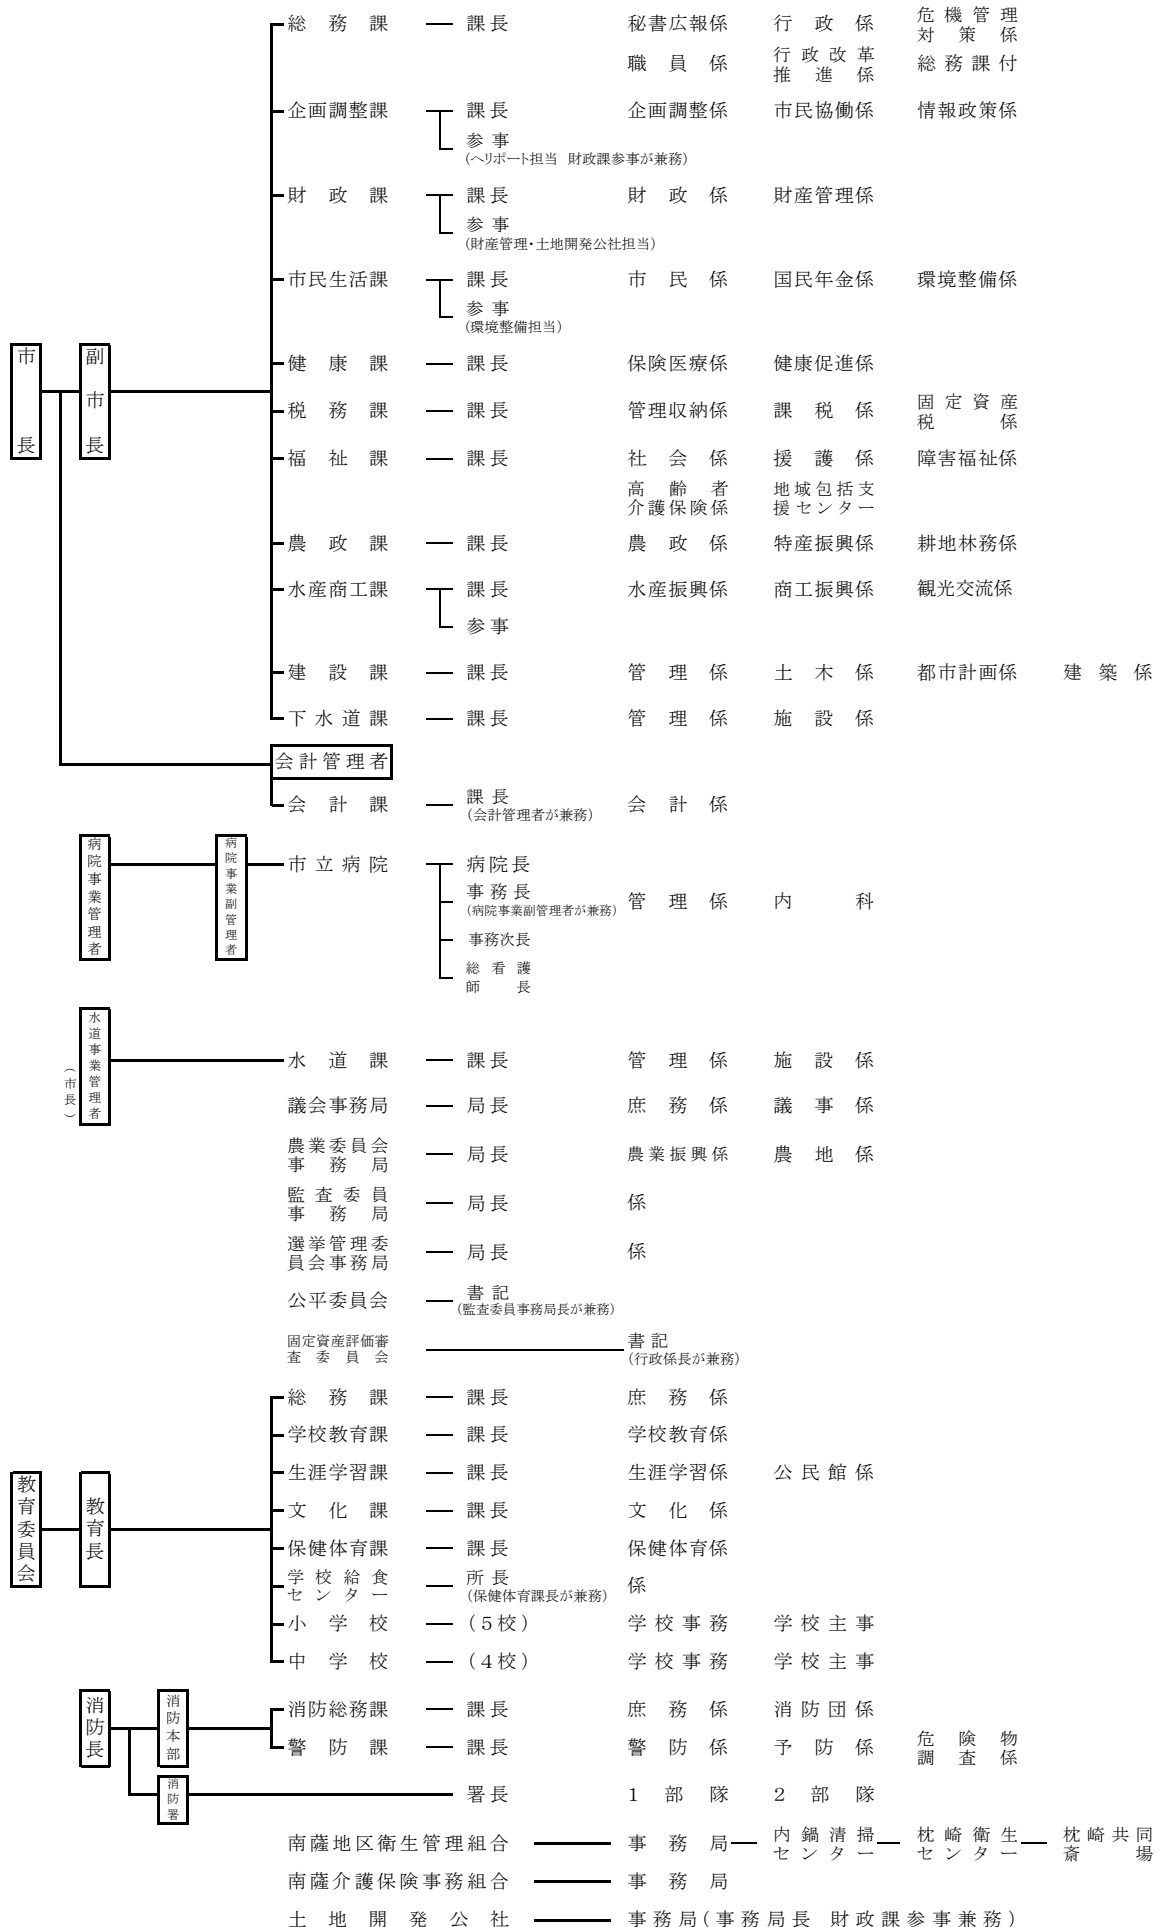 総務課 課長 秘書広報係 行政係 危機管理
対策係
職員係 行政改革
推進係 総務課付
企画調整課 課長 企画調整係 市民協働係 情報政策係
参事
(ヘリポート担当 財政課参事が兼務)
財政課 課長 財政係 財産管理係
参事
(財産管理・土地開発公社担当)
市民生活課 課長 市民係 国民年金係 環境整備係
参事
(環境整備担当)
市長
副市長
健康課 課長 保険医療係 健康促進係
税務課 課長 管理収納係 課税係 固定資産
税係
福祉課 課長 社会係 援護係 障害福祉係
高齢者
介護保険係
地域包括支
援センター
農政課 課長 農政係 特産振興係 耕地林務係
水産商工課 課長 水産振興係 商工振興係 観光交流係
参事
建設課 課長 管理係 土木係 都市計画係 建築係
下水道課 課長 管理係 施設係
会計管理者
会計課 課長 会計係
(会計管理者が兼務)
病院事業管理者
病院事業副管理者
市立病院 病院長
事務長
(病院事業副管理者が兼務)
管理係 内科
事務次長
総看護
師長
水道事業管理者
(市長)
水道課 課長 管理係 施設係
議会事務局 局長 庶務係 議事係
農業委員会
事務局 局長 農業振興係 農地係
監査委員
事務局 局長 係
選挙管理委
員会事務局 局長 係
公平委員会 書記
(監査委員事務局長が兼務)
固定資産評価審
査委員会
書記
(行政係長が兼務)
教育委員会
教育長
総務課 課長 庶務係
学校教育課 課長 学校教育係
生涯学習課 課長 生涯学習係 公民館係
文化課 課長 文化係
保健体育課 課長 保健体育係
学校給食
センター
所長
(保健体育課長が兼務)
係
小学校 (5校) 学校事務 学校主事
中学校 (4校) 学校事務 学校主事
消防長
消防本部
消防総務課 課長 庶務係 消防団係
警防課 課長 警防係 予防係 危険物
調査係
消防署
署長 1部隊 2部隊
南薩地区衛生管理組合 事務局 内鍋清掃
センター
枕崎衛生
センター
枕崎共同
斎場
南薩介護保険事務組合 事務局
土地開発公社 事務局(事務局長 財政課参事兼務)